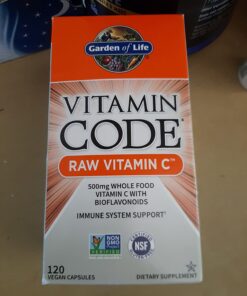 Garden of Life
VITAMIN
CODE®
RAW VITAMIN C™
500mg WHOLE FOOD
VITAMIN C WITH
BIOFLAVONOIDS
IMMUNE SYSTEM SUPPORT†
NON
GMO
NSF
120
VEGAN CAPSULES
DIETARY SUPPLEMENT